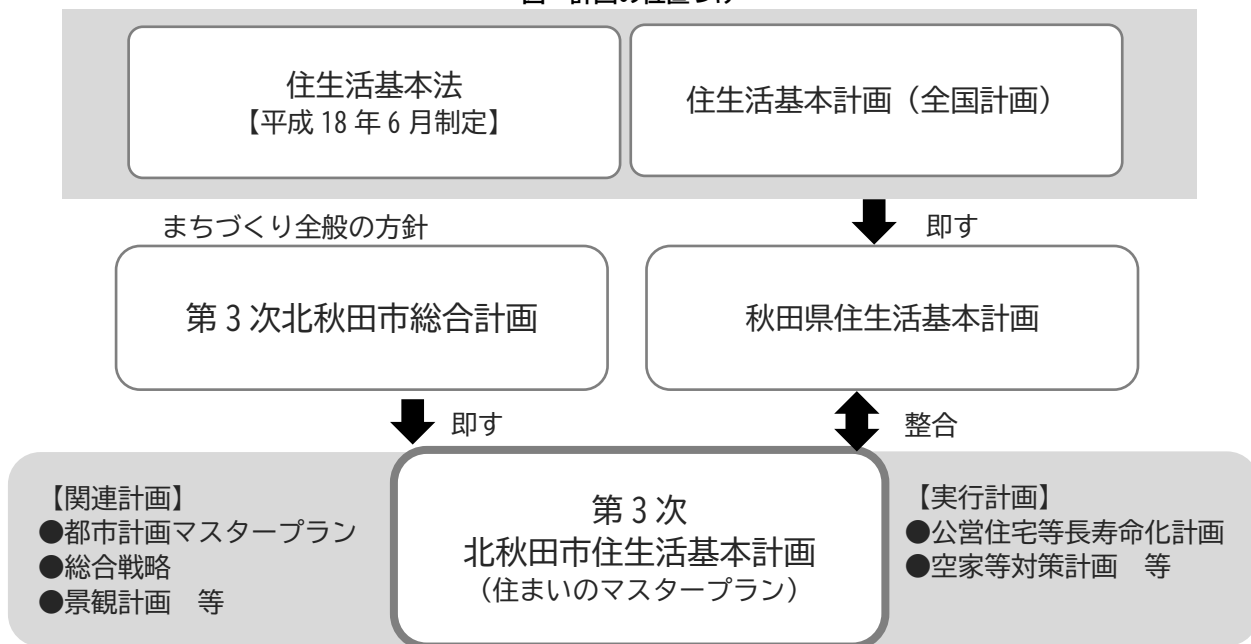 住生活基本法
【平成 18 年 6 月制定】
住生活基本計画（全国計画）
まちづくり全般の方針
即す
第 3 次北秋田市総合計画
秋田県住生活基本計画
即す
整合
【関連計画】
●都市計画マスタープラン
●総合戦略
●景観計画　等
第 3 次
北秋田市住生活基本計画
（住まいのマスタープラン）
【実行計画】
●公営住宅等長寿命化計画
●空家等対策計画　等